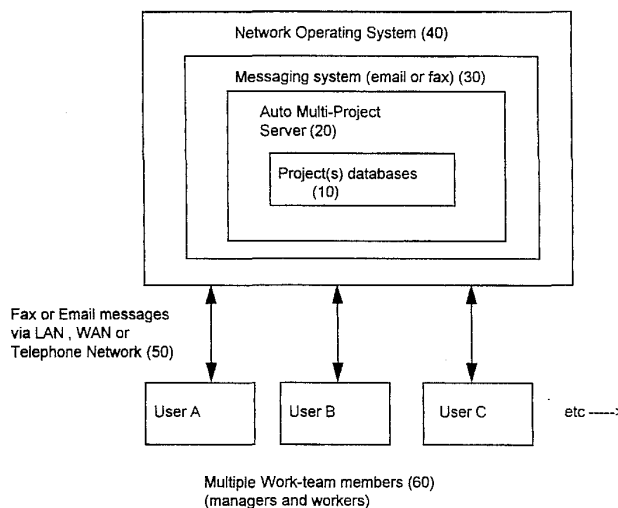 Network Operating System (40)
Messaging system (email or fax) (30)
Auto Multi-Project
Server (20)
Project(s) databases
(10)
Fax or Email messages
via LAN , WAN or
Telephone Network (50)
User A
User B
User C
etc ----->
Multiple Work-team members (60)
(managers and workers)